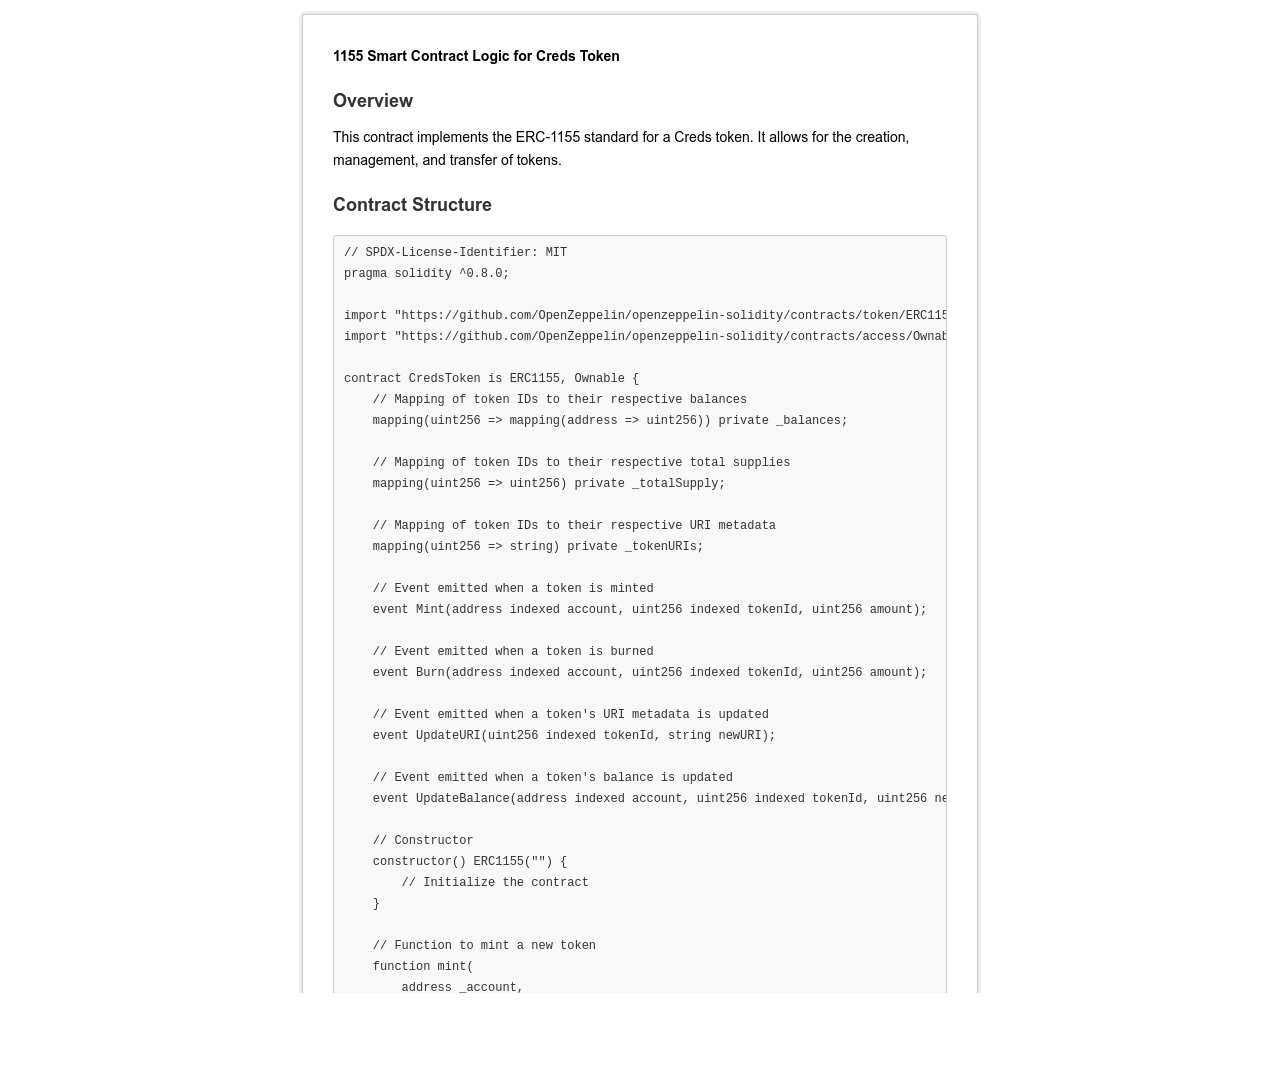 1155 Smart Contract Logic for Creds Token
Overview
This contract implements the ERC-1155 standard for a Creds token. It allows for the creation,
management, and transfer of tokens.
Contract Structure
// SPDX-License-Identifier: MIT
pragma solidity ^0.8.0;

import "https://github.com/OpenZeppelin/openzeppelin-solidity/contracts/token/ERC115
import "https://github.com/OpenZeppelin/openzeppelin-solidity/contracts/access/Ownab

contract CredsToken is ERC1155, Ownable {
    // Mapping of token IDs to their respective balances
    mapping(uint256 => mapping(address => uint256)) private _balances;

    // Mapping of token IDs to their respective total supplies
    mapping(uint256 => uint256) private _totalSupply;

    // Mapping of token IDs to their respective URI metadata
    mapping(uint256 => string) private _tokenURIs;

    // Event emitted when a token is minted
    event Mint(address indexed account, uint256 indexed tokenId, uint256 amount);

    // Event emitted when a token is burned
    event Burn(address indexed account, uint256 indexed tokenId, uint256 amount);

    // Event emitted when a token's URI metadata is updated
    event UpdateURI(uint256 indexed tokenId, string newURI);

    // Event emitted when a token's balance is updated
    event UpdateBalance(address indexed account, uint256 indexed tokenId, uint256 ne

    // Constructor
    constructor() ERC1155("") {
        // Initialize the contract
    }

    // Function to mint a new token
    function mint(
        address _account,